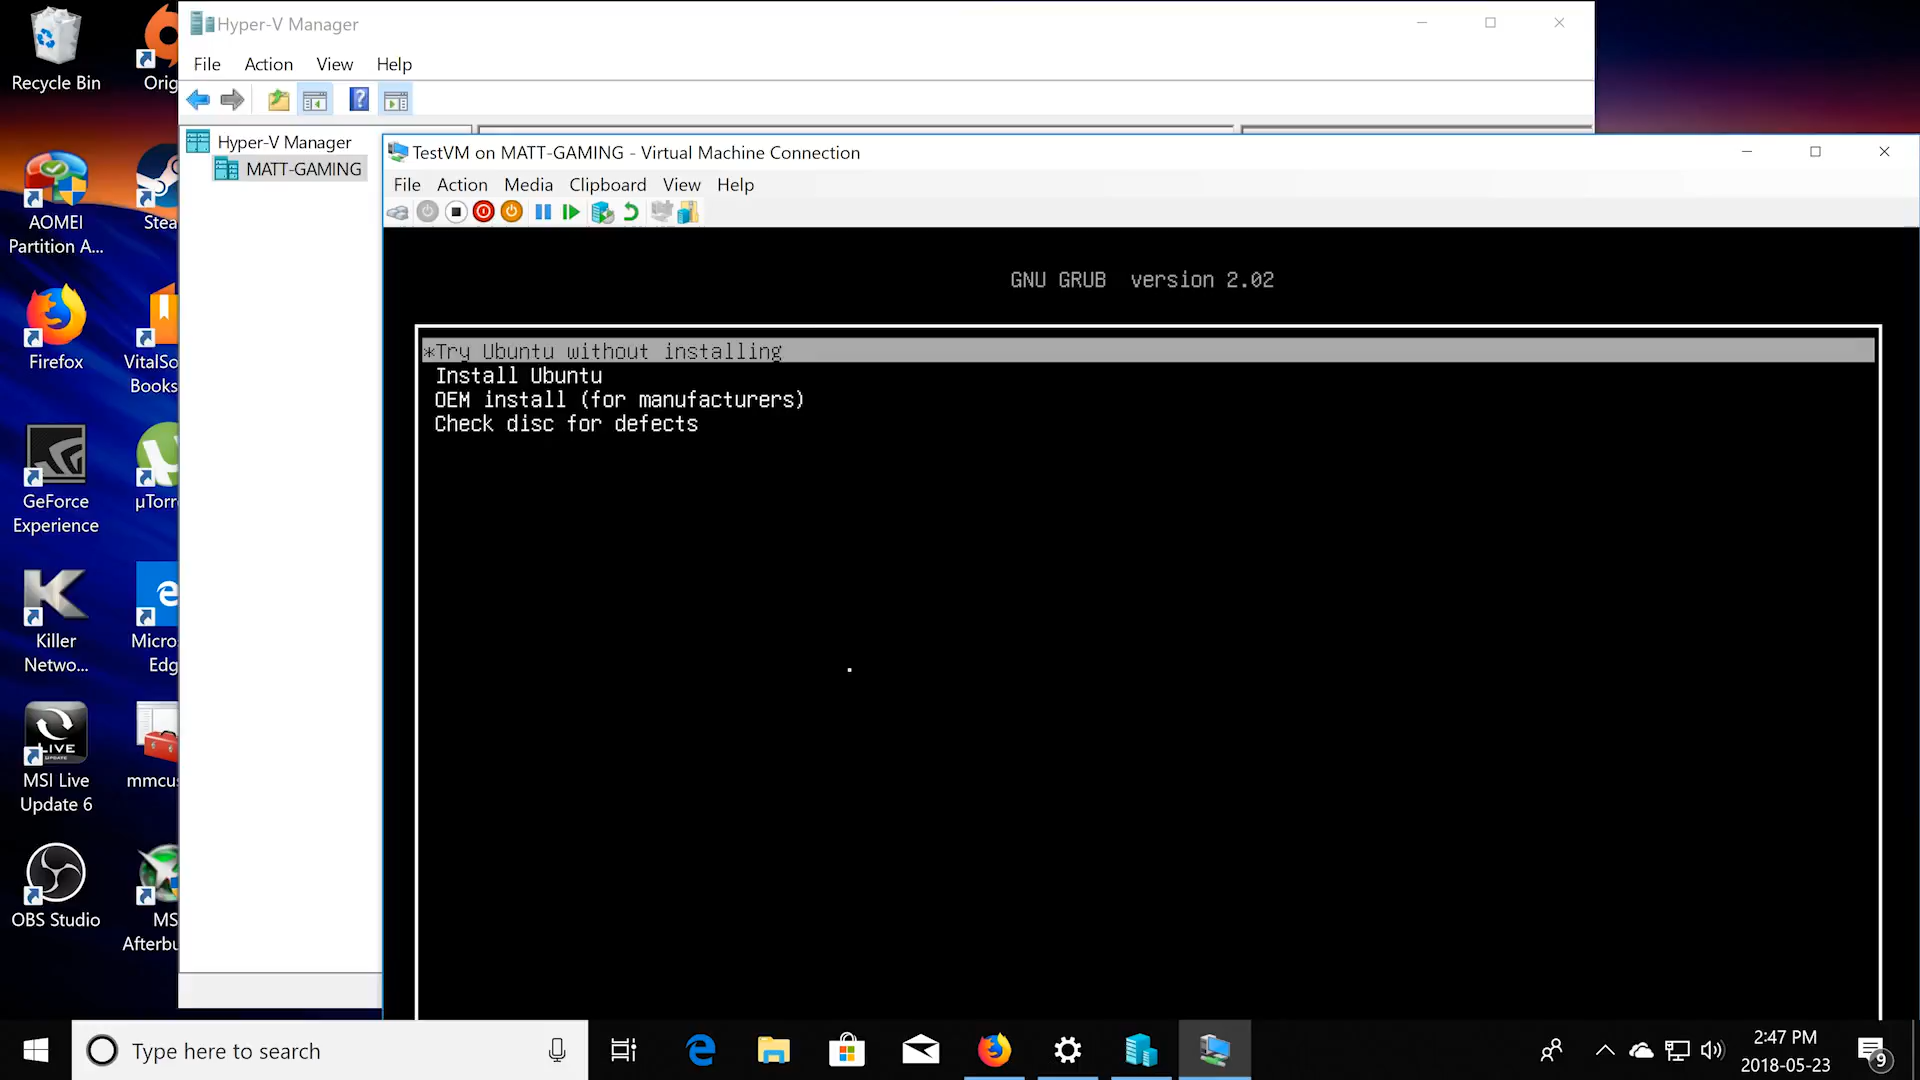 Recycle Bin
Orig
AOMEI
Partition A...
Stea
Firefox
VitalSo
Books
GeForce
Experience
µTorr
Killer
Netwo...
Micro
Edg
MSI Live
Update 6
LIVE
UPDATE
mmcus
OBS Studio
MS
Afterbu
Hyper-V Manager
File Action View Help
Hyper-V Manager
MATT-GAMING
TestVM on MATT-GAMING - Virtual Machine Connection
File Action Media Clipboard View Help
GNU GRUB version 2.02
*Try Ubuntu without installing
Install Ubuntu
OEM install (for manufacturers)
Check disc for defects
Type here to search
2:47 PM
2018-05-23
9